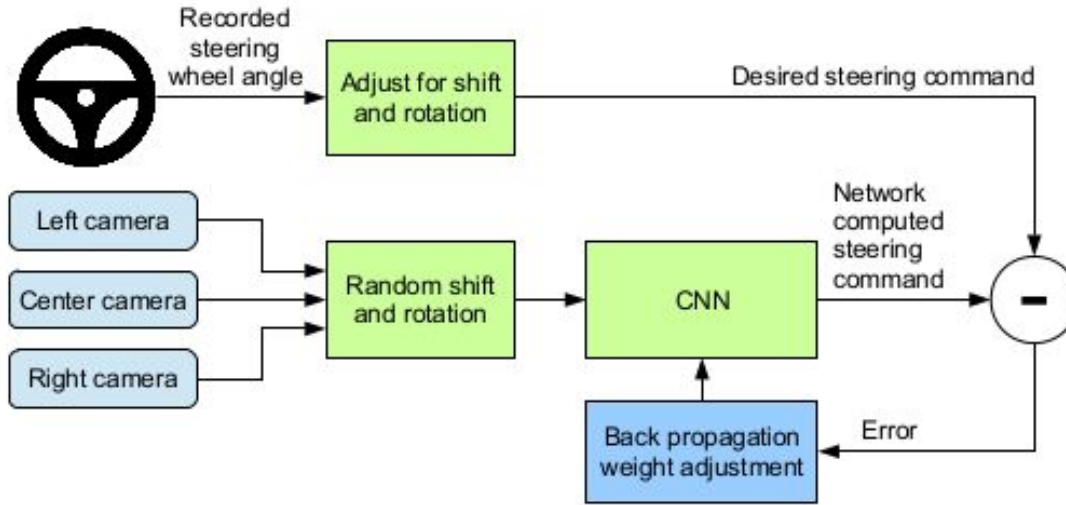 Recorded
steering
wheel angle
Adjust for shift
and rotation
Desired steering command
Left camera
Center camera
Right camera
Random shift
and rotation
CNN
Network
computed
steering
command
-
Back propagation
weight adjustment
Error